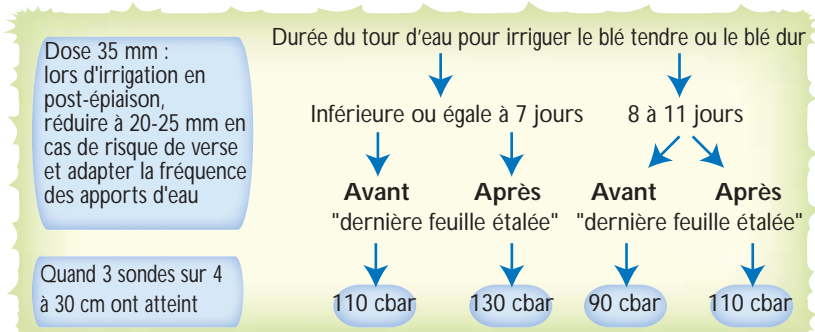 Dose 35 mm :
lors d'irrigation en
post-épiaison,
réduire à 20-25 mm en
cas de risque de verse
et adapter la fréquence
des apports d'eau
Durée du tour d'eau pour irriguer le blé tendre ou le blé dur
Inférieure ou égale à 7 jours
8 à 11 jours
Avant
Après
Avant
Après
"dernière feuille étalée"
"dernière feuille étalée"
Quand 3 sondes sur 4
à 30 cm ont atteint
110 cbar
130 cbar
90 cbar
110 cbar